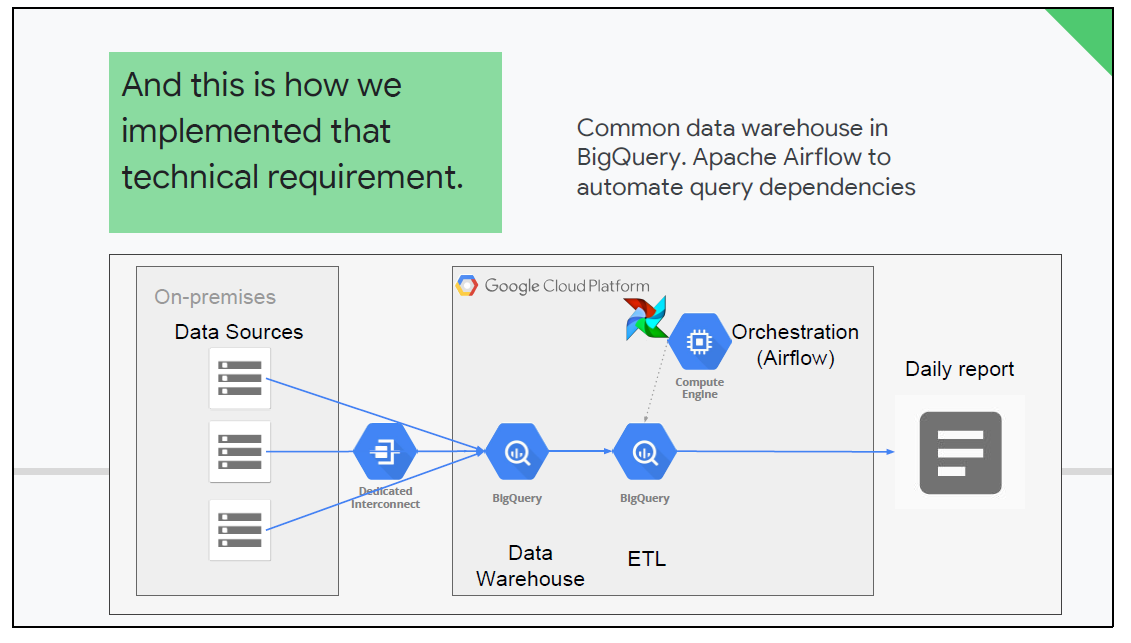 And this is how we
implemented that
technical requirement.
Common data warehouse in
BigQuery. Apache Airflow to
automate query dependencies
On-premises
Data Sources
Google Cloud Platform
Orchestration
(Airflow)
Compute
Engine
Daily report
Dedicated
Interconnect
BigQuery
BigQuery
Data
Warehouse
ETL